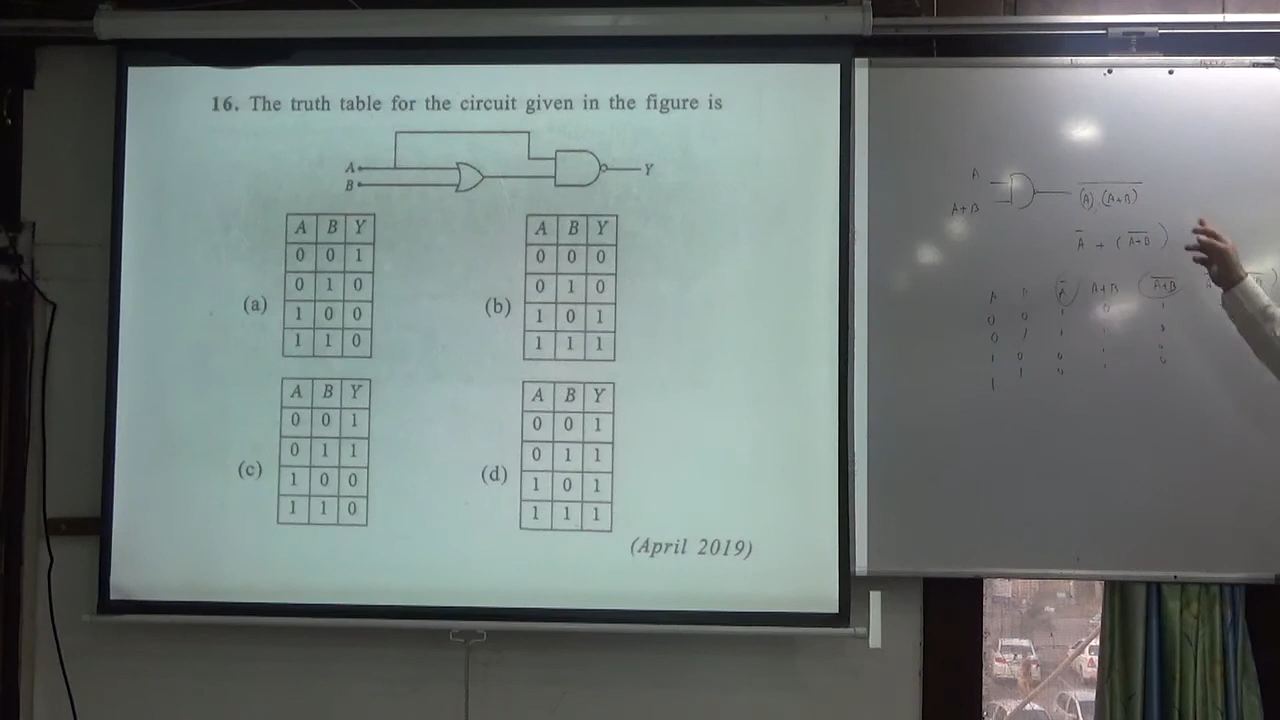 16. The truth table for the circuit given in the figure is
A
B
Y
(a)
A B Y
0 0 1
0 1 0
1 0 0
1 1 0
(b)
A B Y
0 0 0
0 1 0
1 0 1
1 1 1
(c)
A B Y
0 0 1
0 1 1
1 0 0
1 1 0
(d)
A B Y
0 0 1
0 1 1
1 0 1
1 1 1
(April 2019)
A
A+B
(A).(A+B)
A̅ + (A+B)
A̅ A+B A+B